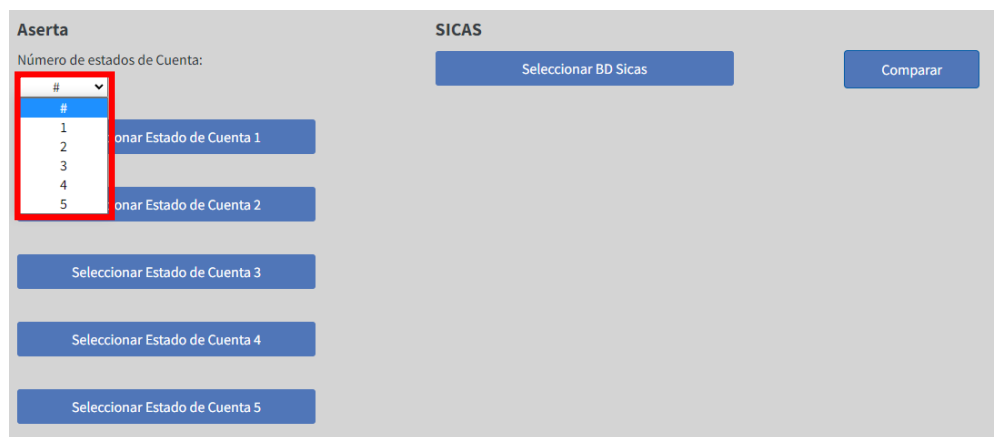 Aserta
Número de estados de Cuenta:
#
#
1
2
3
4
5
onar Estado de Cuenta 1
onar Estado de Cuenta 2
Seleccionar Estado de Cuenta 3
Seleccionar Estado de Cuenta 4
Seleccionar Estado de Cuenta 5
SICAS
Seleccionar BD Sicas
Comparar